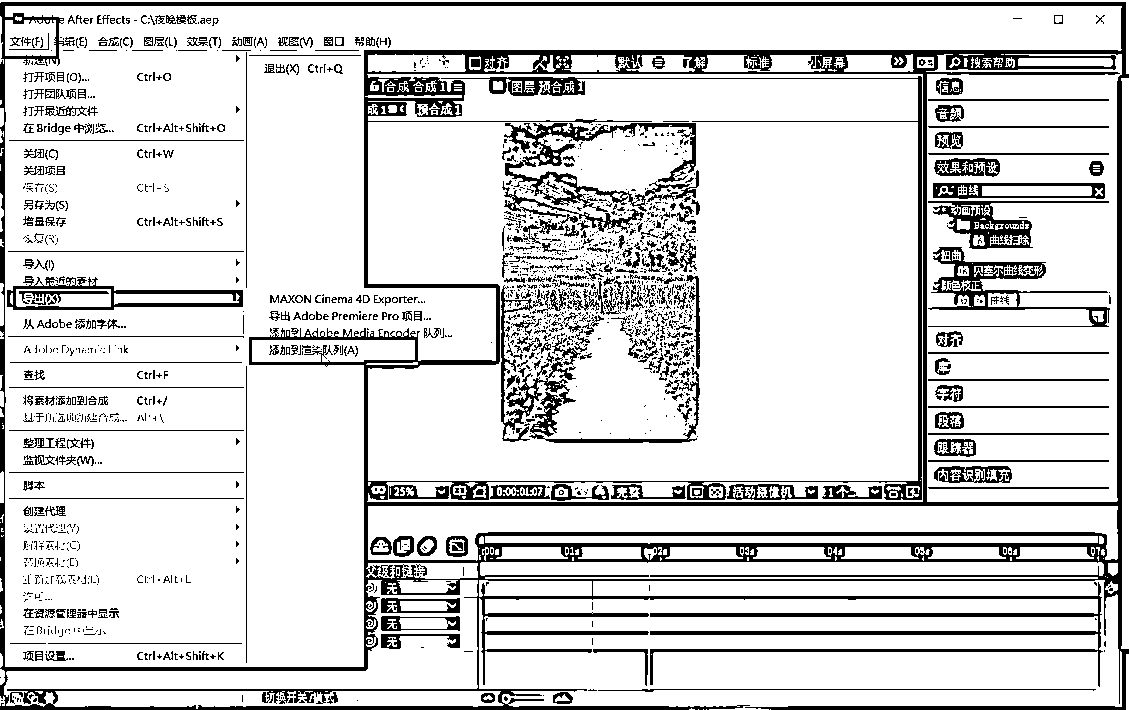 Adobe After Effects - C:\夜晚模板.aep
文件(F) 编辑(E) 合成(C) 图层(L) 效果(T) 动画(A) 视图(V) 窗口 帮助(H)
新建(N)
退出(X) Ctrl+Q
打开项目(O)... Ctrl+O
打开团队项目...
打开最近的文件
在 Bridge 中浏览... Ctrl+Alt+Shift+O
关闭(C) Ctrl+W
关闭项目
保存(S) Ctrl+S
另存为(S)
增量保存 Ctrl+Alt+Shift+S
恢复(R)
导入(I)
导入最近的素材
导出(X)
MAXON Cinema 4D Exporter...
导出 Adobe Premiere Pro 项目...
添加到 Adobe Media Encoder 队列...
添加到渲染队列(A)
从 Adobe 添加字体...
Adobe Dynamic Link
查找 Ctrl+F
将素材添加到合成 Ctrl+/
基于所选项新建合成... Alt+\
整理工程(文件)
监视文件夹(W)...
脚本
创建代理
设置代理(Y)
解释素材(G)
替换素材(E)
重新加载素材(L) Ctrl+Alt+L
许可...
在资源管理器中显示
在 Bridge 中显示
项目设置... Ctrl+Alt+Shift+K
对齐
默认 了解 标准 小屏幕 搜索帮助
合成 合成 1 图层 预合成 1
成 1 预合成 1
信息
音频
预览
效果和预设
曲线
动画预设
Backgrounds
曲线扫除
扭曲
贝塞尔曲线变形
颜色校正
曲线
对齐
库
字符
段落
跟踪器
内容识别填充
25% 0:00:01:07 完整 活动摄像机 1个...
:00s 01s 02s 03s 04s 05s 06s 07s
父级和链接
无
无
无
无
切换开关/模式